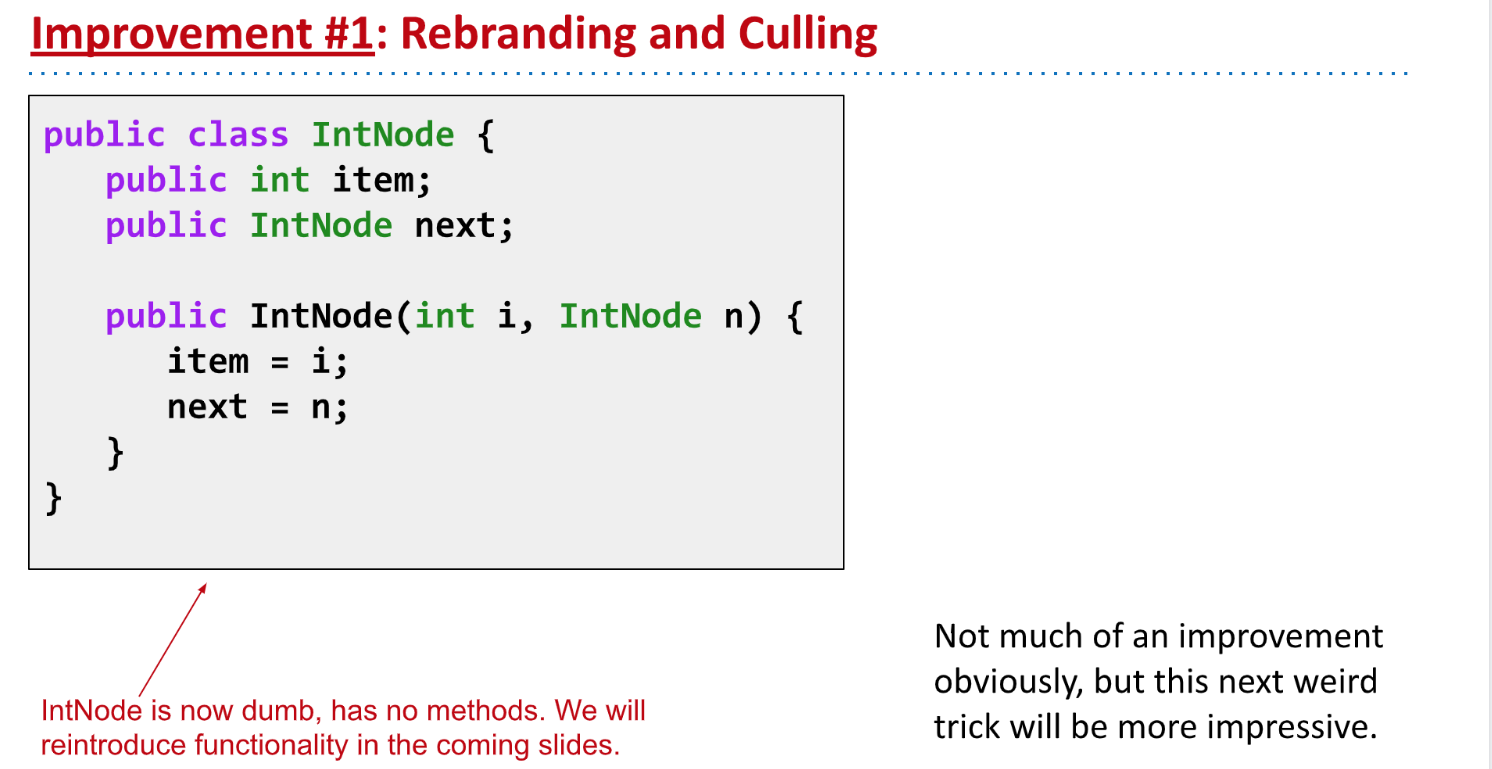 Improvement #1: Rebranding and Culling
public class IntNode {
public int item;
public IntNode next;
public IntNode(int i, IntNode n) {
item = i;
next = n;
}
}
IntNode is now dumb, has no methods. We will
reintroduce functionality in the coming slides.
Not much of an improvement
obviously, but this next weird
trick will be more impressive.